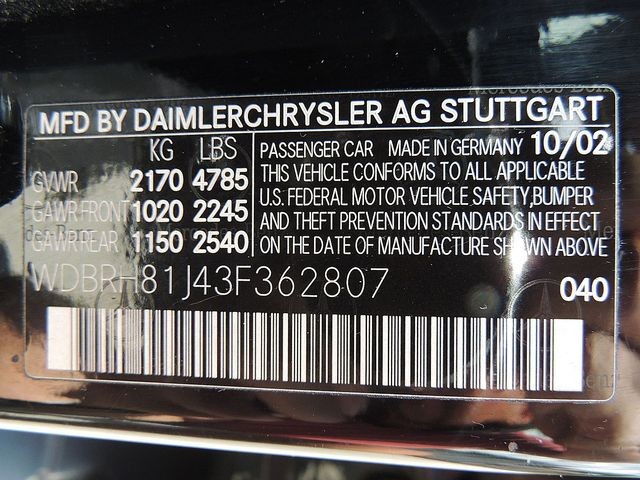 MFD BY DAIMLERCHRYSLER AG STUTTGART
KG LBS
GVWR 2170 4785
GAWR FRONT 1020 2245
GAWR REAR 1150 2540
PASSENGER CAR MADE IN GERMANY 10/02
THIS VEHICLE CONFORMS TO ALL APPLICABLE
U.S. FEDERAL MOTOR VEHICLE SAFETY, BUMPER
AND THEFT PREVENTION STANDARDS IN EFFECT
ON THE DATE OF MANUFACTURE SHOWN ABOVE
WDBRH81J43F362807
040